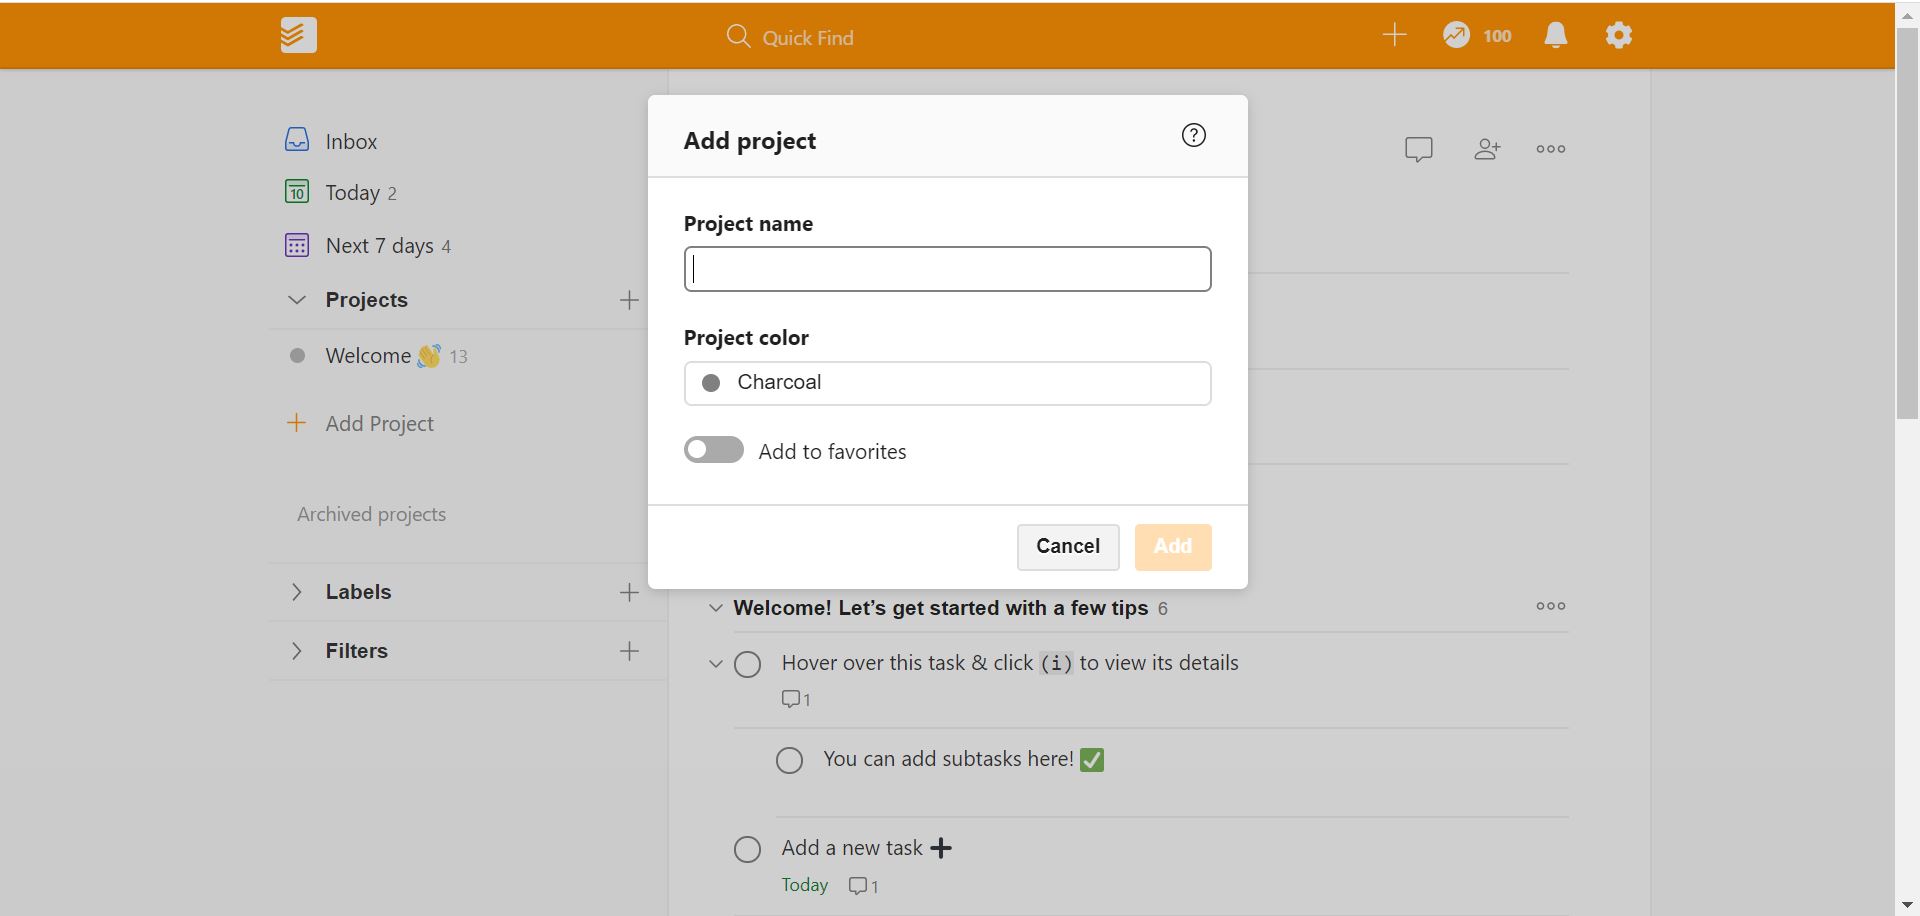 Quick Find
100
Inbox
Today 2
Next 7 days 4
Projects
Welcome 👋 13
Add Project
Archived projects
Labels
Filters
Add project
Project name
Project color
Charcoal
Add to favorites
Cancel
Add
Welcome! Let’s get started with a few tips 6
Hover over this task & click (i) to view its details
1
You can add subtasks here! ✅
Add a new task ➕
Today 1